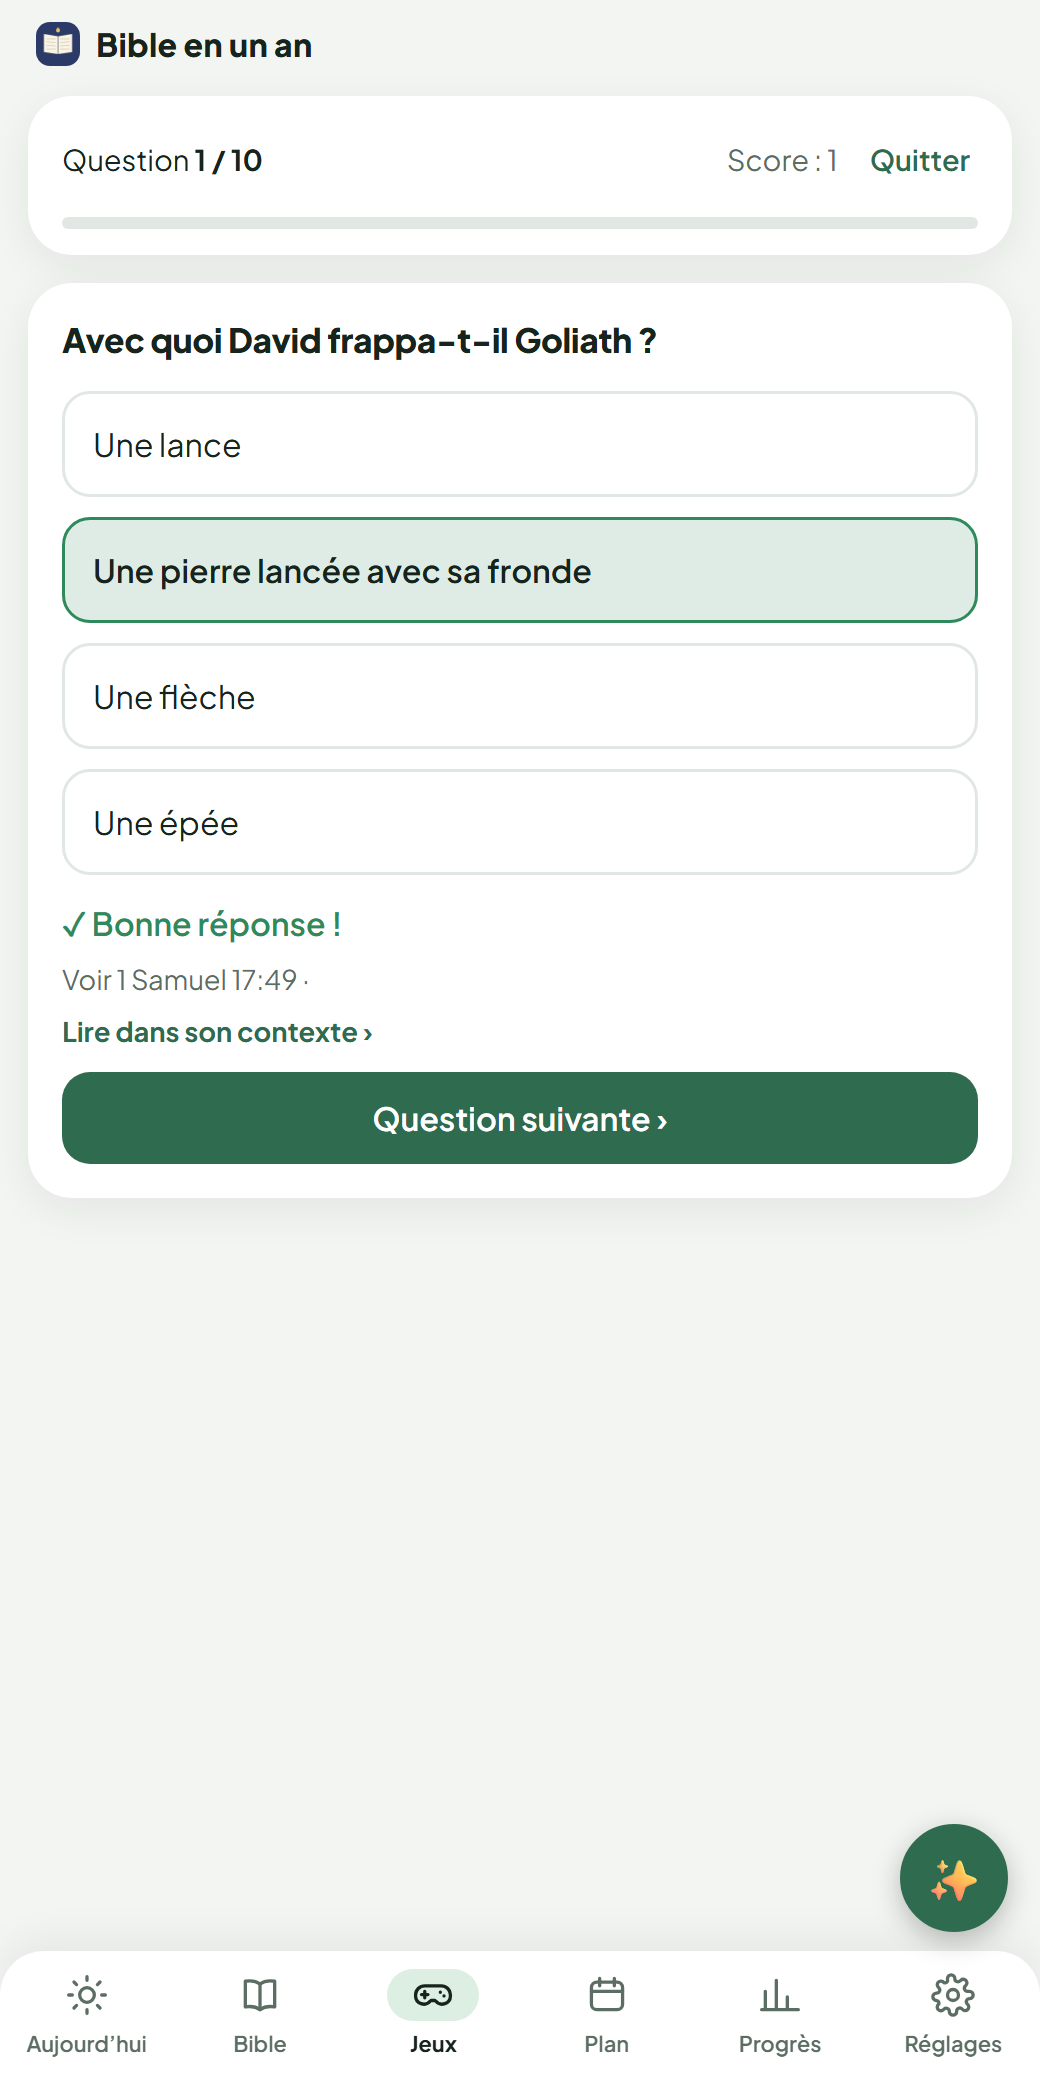 Bible en un an
Question 1 / 10
Score : 1
Quitter
Avec quoi David frappa-t-il Goliath ?
Une lance
Une pierre lancée avec sa fronde
Une flèche
Une épée
✓ Bonne réponse !
Voir 1 Samuel 17:49 ·
Lire dans son contexte ›
Question suivante ›
Aujourd’hui
Bible
Jeux
Plan
Progrès
Réglages